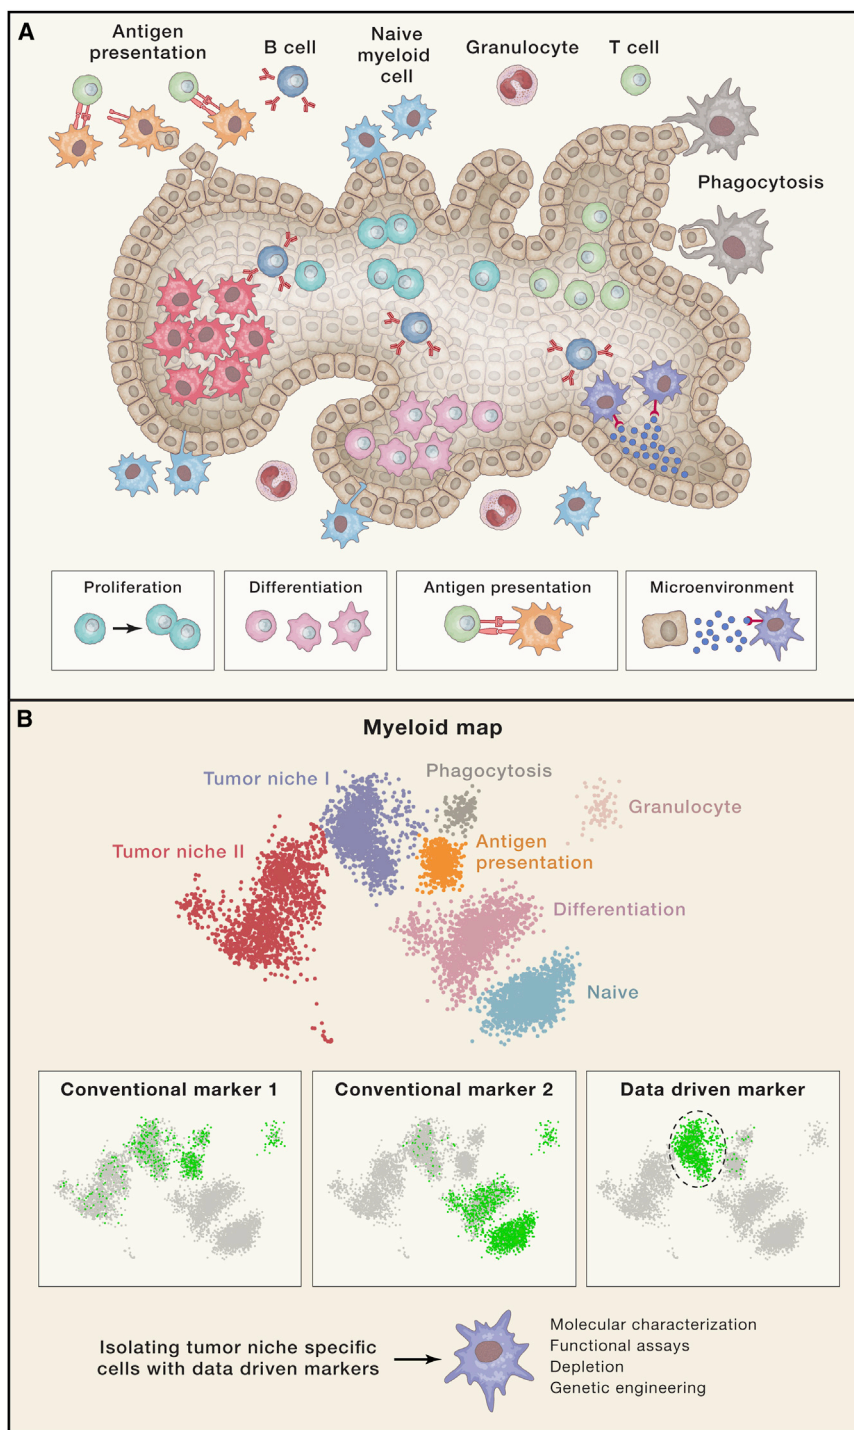 A
Antigen
presentation
B cell
Naive
myeloid
cell
Granulocyte
T cell
Phagocytosis
Proliferation
Differentiation
Antigen presentation
Microenvironment
B
Myeloid map
Tumor niche I
Phagocytosis
Granulocyte
Tumor niche II
Antigen
presentation
Differentiation
Naive
Conventional marker 1
Conventional marker 2
Data driven marker
Isolating tumor niche specific
cells with data driven markers
Molecular characterization
Functional assays
Depletion
Genetic engineering